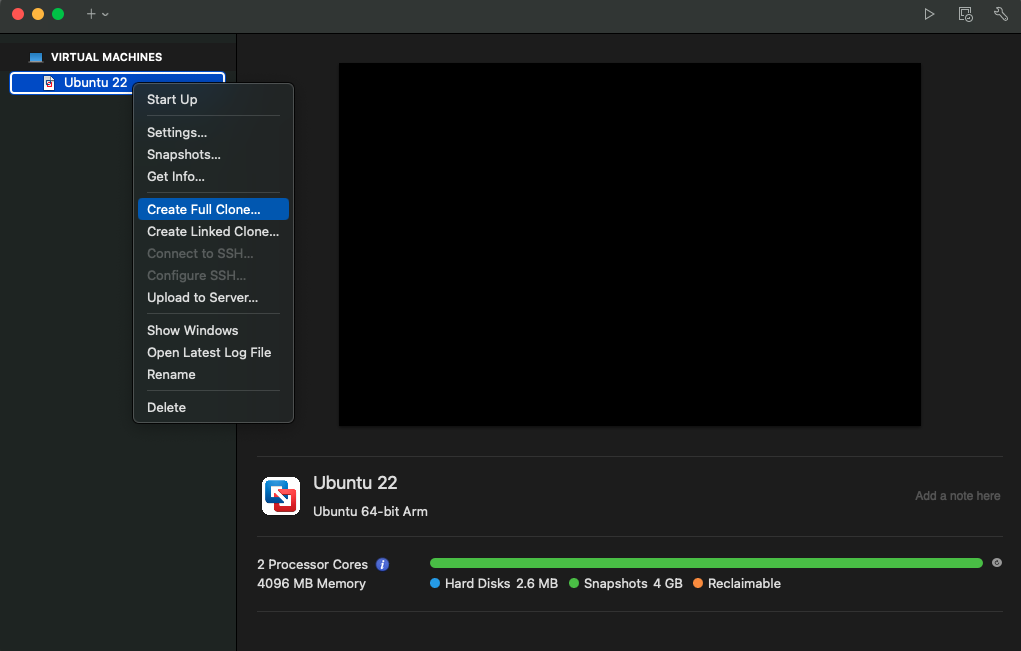 VIRTUAL MACHINES
Ubuntu 22
Start Up
Settings...
Snapshots...
Get Info...
Create Full Clone...
Create Linked Clone...
Connect to SSH...
Configure SSH...
Upload to Server...
Show Windows
Open Latest Log File
Rename
Delete
Ubuntu 22
Ubuntu 64-bit Arm
Add a note here
2 Processor Cores i
4096 MB Memory
Hard Disks 2.6 MB Snapshots 4 GB Reclaimable